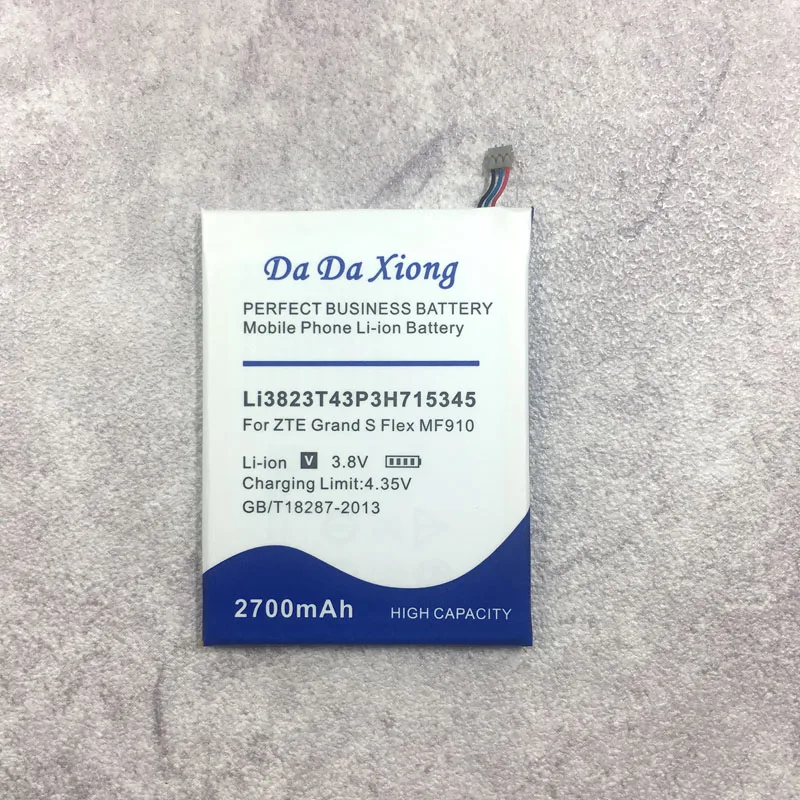 Da Da Xiong
PERFECT BUSINESS BATTERY
Mobile Phone Li-ion Battery
Li3823T43P3H715345
For ZTE Grand S Flex MF910
Li-ion V 3.8V
Charging Limit:4.35V
GB/T18287-2013
2700mAh HIGH CAPACITY